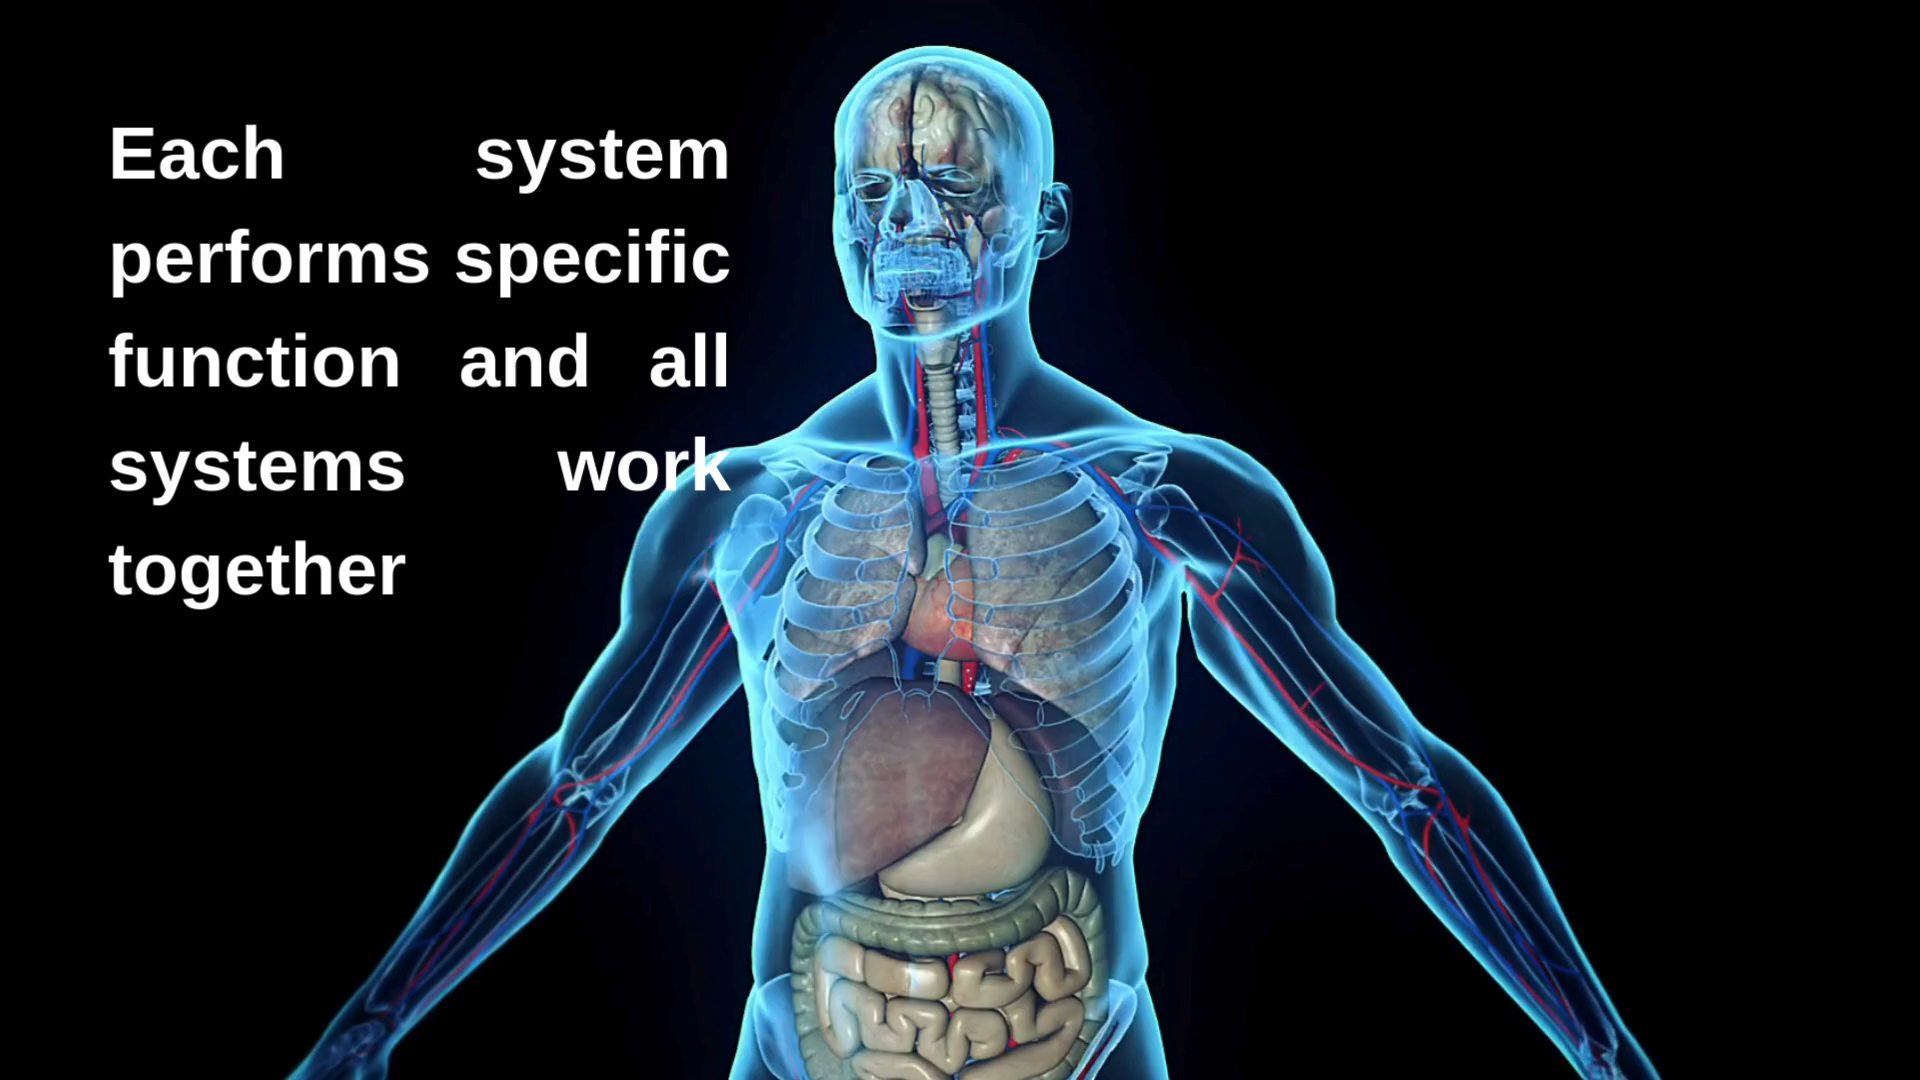 Each system
performs specific
function and all
systems work
together